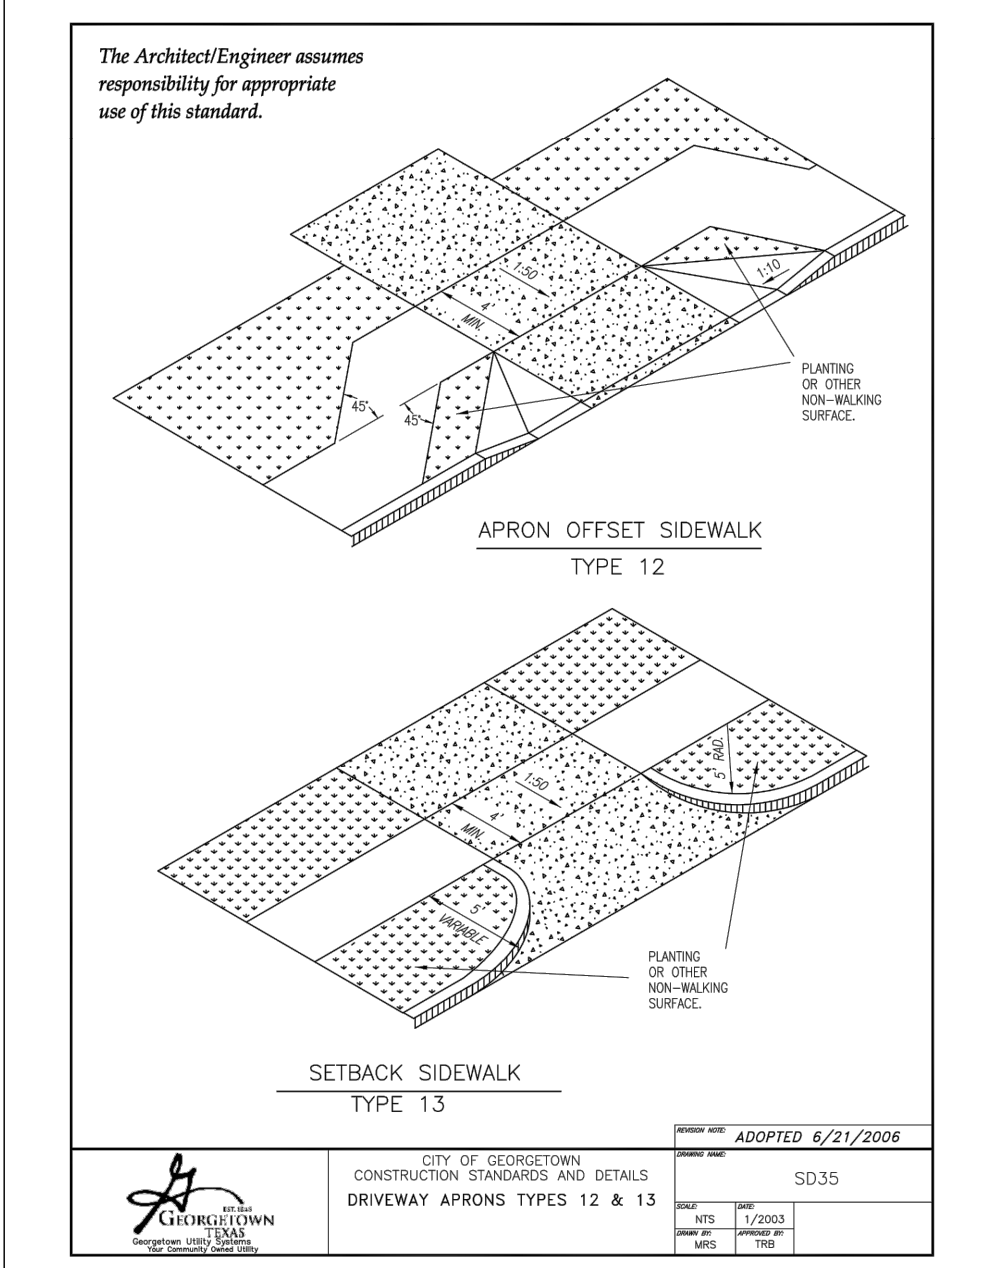 The Architect/Engineer assumes
responsibility for appropriate
use of this standard.
1:50
4'
MIN.
1:10
45°
45°
PLANTING
OR OTHER
NON-WALKING
SURFACE.
APRON OFFSET SIDEWALK
TYPE 12
1:50
4'
MIN.
5' RAD.
5'
VARIABLE
PLANTING
OR OTHER
NON-WALKING
SURFACE.
SETBACK SIDEWALK
TYPE 13
REVISION NOTE: ADOPTED 6/21/2006
EST. 1848
GEORGETOWN
TEXAS
Georgetown Utility Systems
Your Community Owned Utility
CITY OF GEORGETOWN
CONSTRUCTION STANDARDS AND DETAILS
DRIVEWAY APRONS TYPES 12 & 13
DRAWING NAME:
SD35
SCALE:
NTS
DATE:
1/2003
DRAWN BY:
MRS
APPROVED BY:
TRB